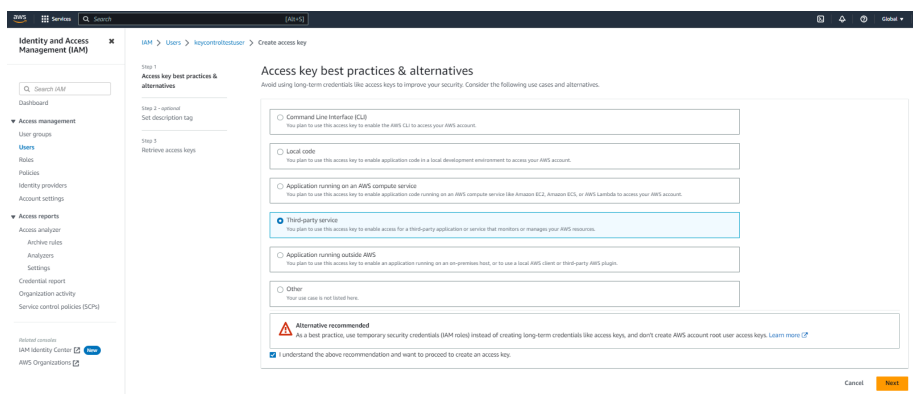 aws
Services
Search
[Alt+S]
Global
Identity and Access
Management (IAM)
Search IAM
Dashboard
Access management
User groups
Users
Roles
Policies
Identity providers
Account settings
Access reports
Access analyzer
Archive rules
Analyzers
Settings
Credential report
Organization activity
Service control policies (SCPs)
Related consoles
IAM Identity Center New
AWS Organizations
IAM > Users > keycontroltestuser > Create access key
Step 1
Access key best practices &
alternatives
Step 2 - optional
Set description tag
Step 3
Retrieve access keys
Access key best practices & alternatives
Avoid using long-term credentials like access keys to improve your security. Consider the following use cases and alternatives.
Command Line Interface (CLI)
You plan to use this access key to enable the AWS CLI to access your AWS account.
Local code
You plan to use this access key to enable application code in a local development environment to access your AWS account.
Application running on an AWS compute service
You plan to use this access key to enable application code running on an AWS compute service like Amazon EC2, Amazon ECS, or AWS Lambda to access your AWS account.
Third-party service
You plan to use this access key to enable access for a third-party application or service that monitors or manages your AWS resources.
Application running outside AWS
You plan to use this access key to enable an application running on an on-premises host, or to use a local AWS client or third-party AWS plugin.
Other
Your use case is not listed here.
Alternative recommended
As a best practice, use temporary security credentials (IAM roles) instead of creating long-term credentials like access keys, and don't create AWS account root user access keys. Learn more
I understand the above recommendation and want to proceed to create an access key.
Cancel
Next